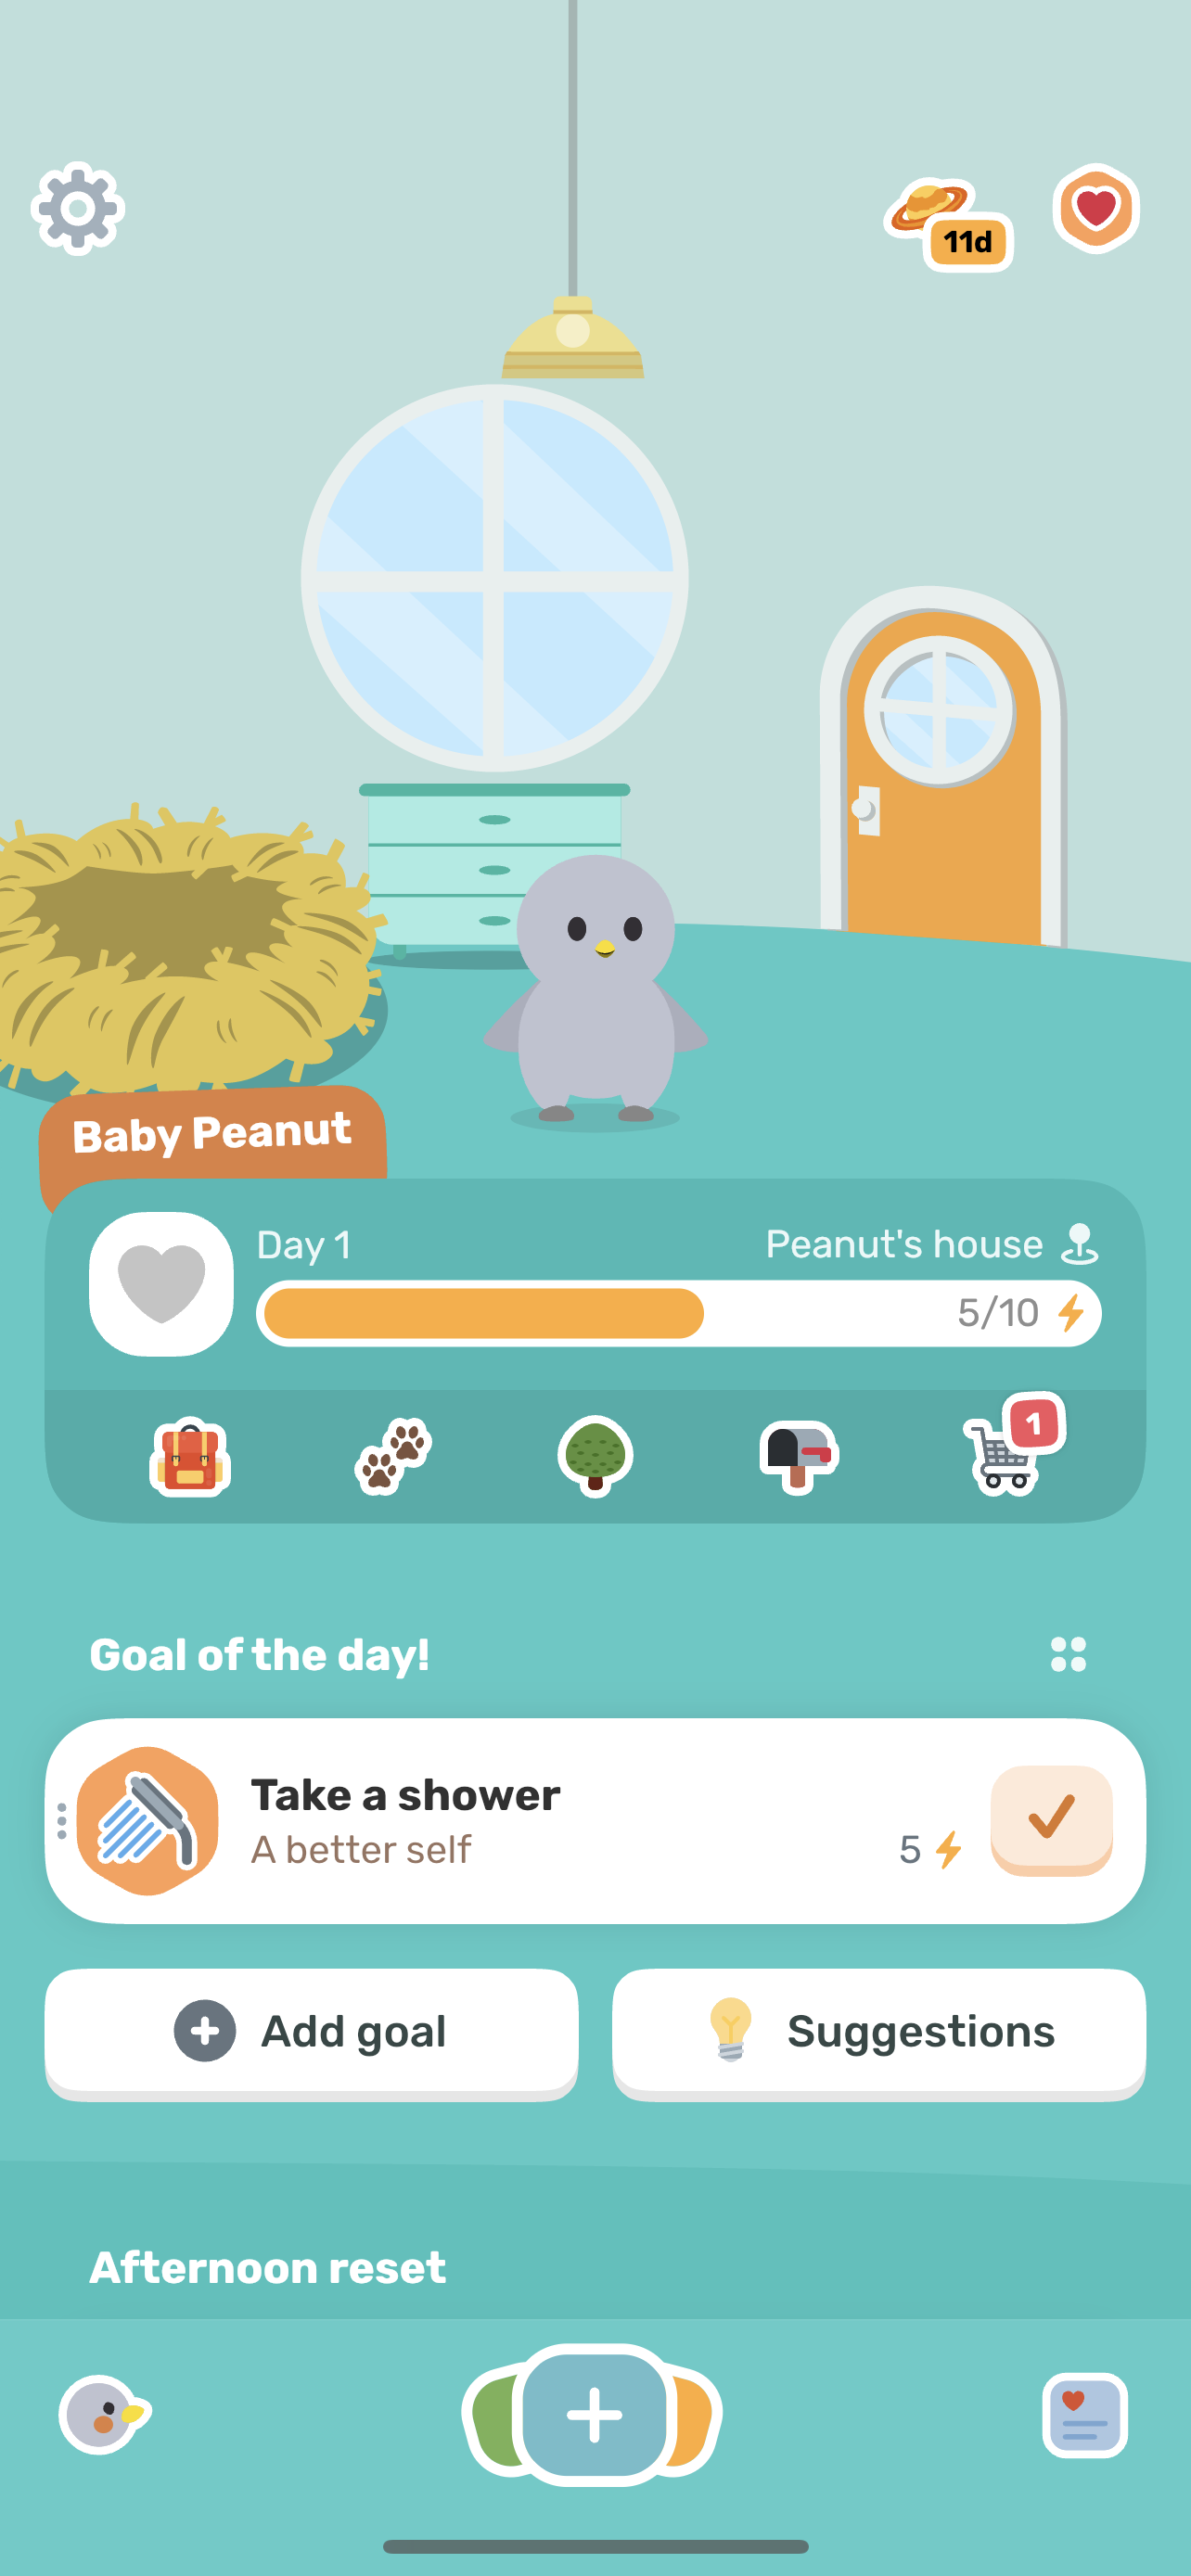 11d
Baby Peanut
Day 1
Peanut's house
5/10
1
Goal of the day!
Take a shower
A better self
5
Add goal
Suggestions
Afternoon reset